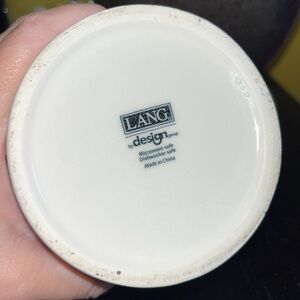 LANG
by design group
Microwave safe
Dishwasher safe
Made in China